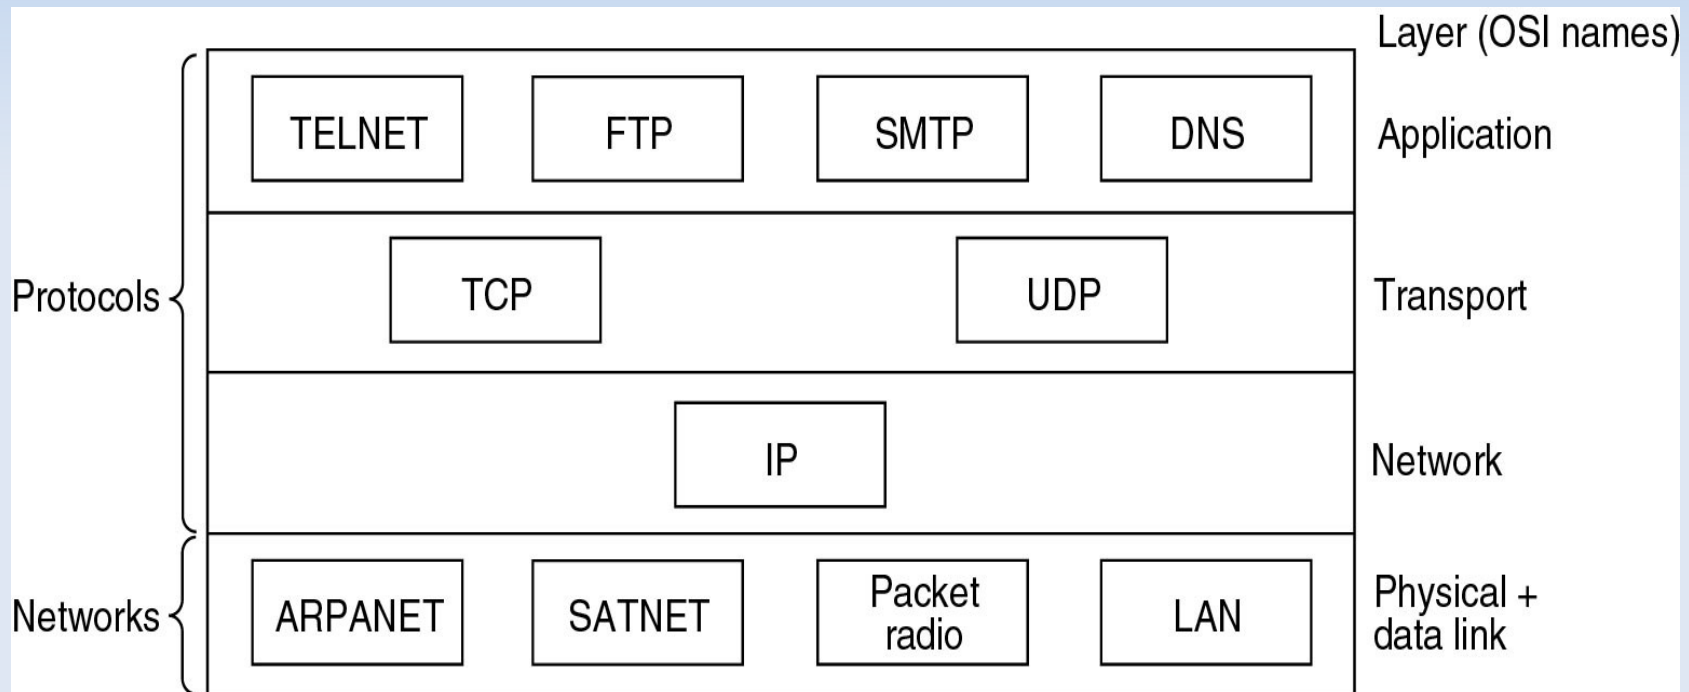 Layer (OSI names)
TELNET FTP SMTP DNS Application
Protocols TCP UDP Transport
IP Network
Networks ARPANET SATNET Packet radio LAN Physical +
data link